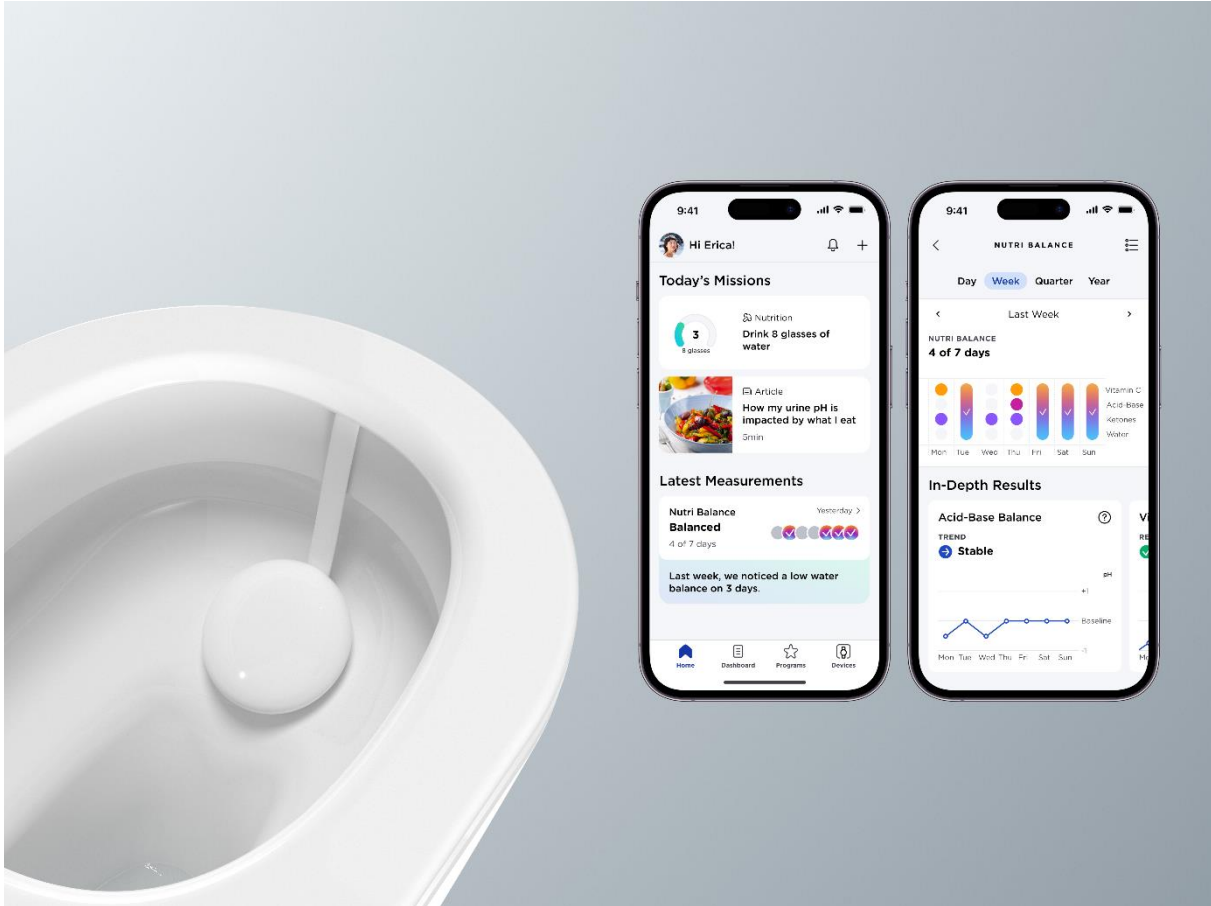 9:41
Hi Erica!
Today's Missions
3
8 glasses
Nutrition
Drink 8 glasses of
water
Article
How my urine pH is
impacted by what I eat
5min
Latest Measurements
Nutri Balance
Yesterday >
Balanced
4 of 7 days
Last week, we noticed a low water
balance on 3 days.
Home Dashboard Programs Devices
9:41
NUTRI BALANCE
Day Week Quarter Year
Last Week
NUTRI BALANCE
4 of 7 days
Vitamin C
Acid-Base
Ketones
Water
Mon Tue Wed Thu Fri Sat Sun
In-Depth Results
Acid-Base Balance
TREND
Stable
pH
+1
Baseline
-1
Mon Tue Wed Thu Fri Sat Sun
Vi
RE